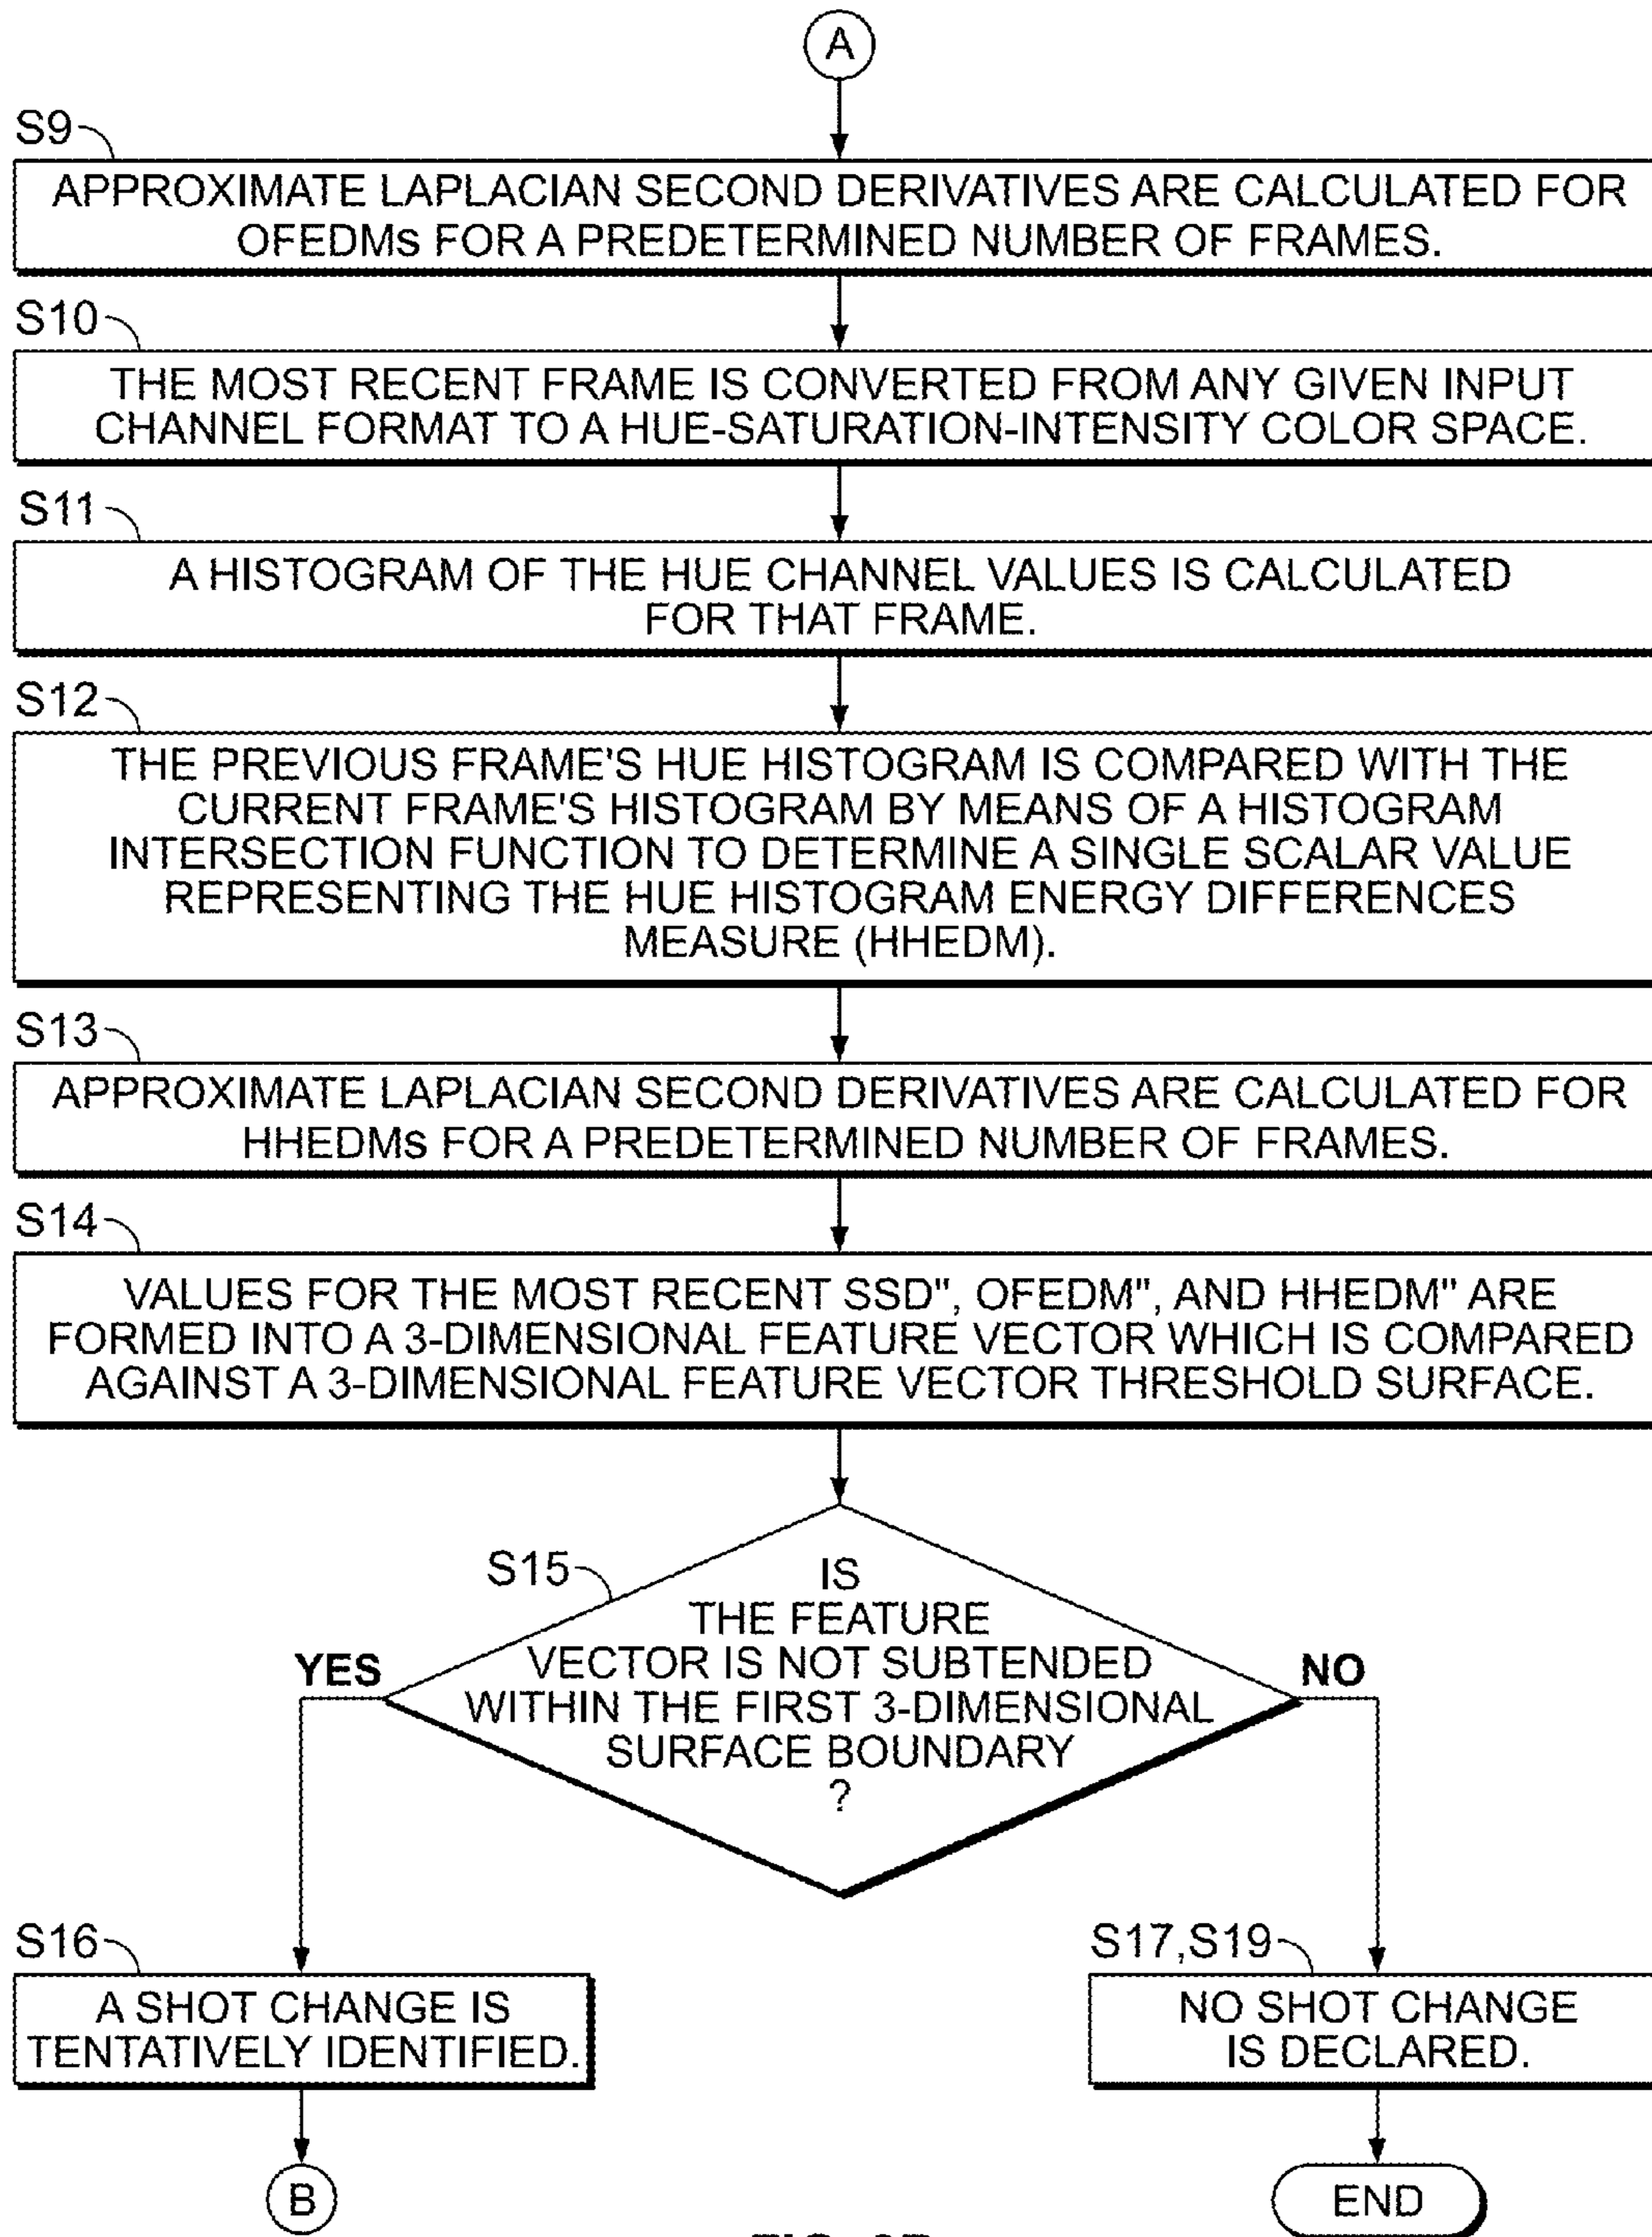 A
S9
APPROXIMATE LAPLACIAN SECOND DERIVATIVES ARE CALCULATED FOR
OFEDMs FOR A PREDETERMINED NUMBER OF FRAMES.
S10
THE MOST RECENT FRAME IS CONVERTED FROM ANY GIVEN INPUT
CHANNEL FORMAT TO A HUE-SATURATION-INTENSITY COLOR SPACE.
S11
A HISTOGRAM OF THE HUE CHANNEL VALUES IS CALCULATED
FOR THAT FRAME.
S12
THE PREVIOUS FRAME'S HUE HISTOGRAM IS COMPARED WITH THE
CURRENT FRAME'S HISTOGRAM BY MEANS OF A HISTOGRAM
INTERSECTION FUNCTION TO DETERMINE A SINGLE SCALAR VALUE
REPRESENTING THE HUE HISTOGRAM ENERGY DIFFERENCES
MEASURE (HHEDM).
S13
APPROXIMATE LAPLACIAN SECOND DERIVATIVES ARE CALCULATED FOR
HHEDMs FOR A PREDETERMINED NUMBER OF FRAMES.
S14
VALUES FOR THE MOST RECENT SSD", OFEDM", AND HHEDM" ARE
FORMED INTO A 3-DIMENSIONAL FEATURE VECTOR WHICH IS COMPARED
AGAINST A 3-DIMENSIONAL FEATURE VECTOR THRESHOLD SURFACE.
S15
IS
THE FEATURE
VECTOR IS NOT SUBTENDED
WITHIN THE FIRST 3-DIMENSIONAL
SURFACE BOUNDARY
?
YES
NO
S16
A SHOT CHANGE IS
TENTATIVELY IDENTIFIED.
S17,S19
NO SHOT CHANGE
IS DECLARED.
B
END